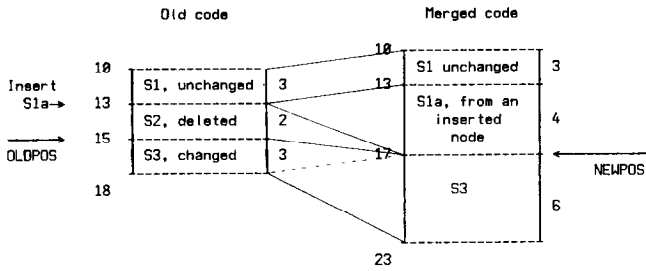 Old code
Merged code
10
10
S1, unchanged
3
S1 unchanged
3
Insert
S1a→
13
13
S2, deleted
2
S1a, from an
inserted
node
4
15
OLDPOS
S3, changed
3
17
NEWPOS
18
S3
6
23